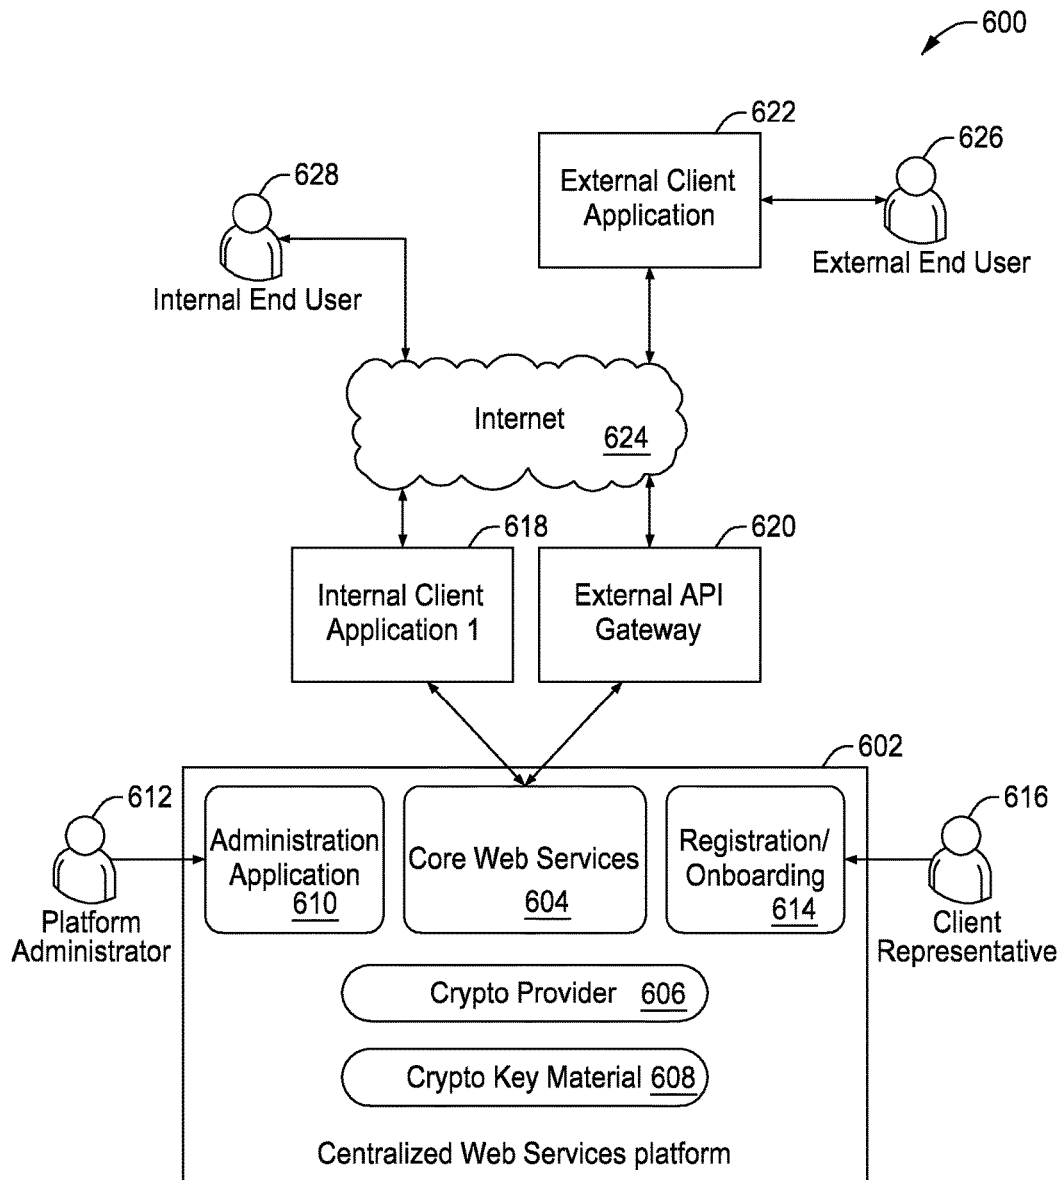 600
622
626
External Client
Application
External End User
628
Internal End User
Internet
624
618
620
Internal Client
Application 1
External API
Gateway
602
612
616
Administration
Application
610
Core Web Services
604
Registration/
Onboarding
614
Platform
Administrator
Client
Representative
Crypto Provider 606
Crypto Key Material 608
Centralized Web Services platform